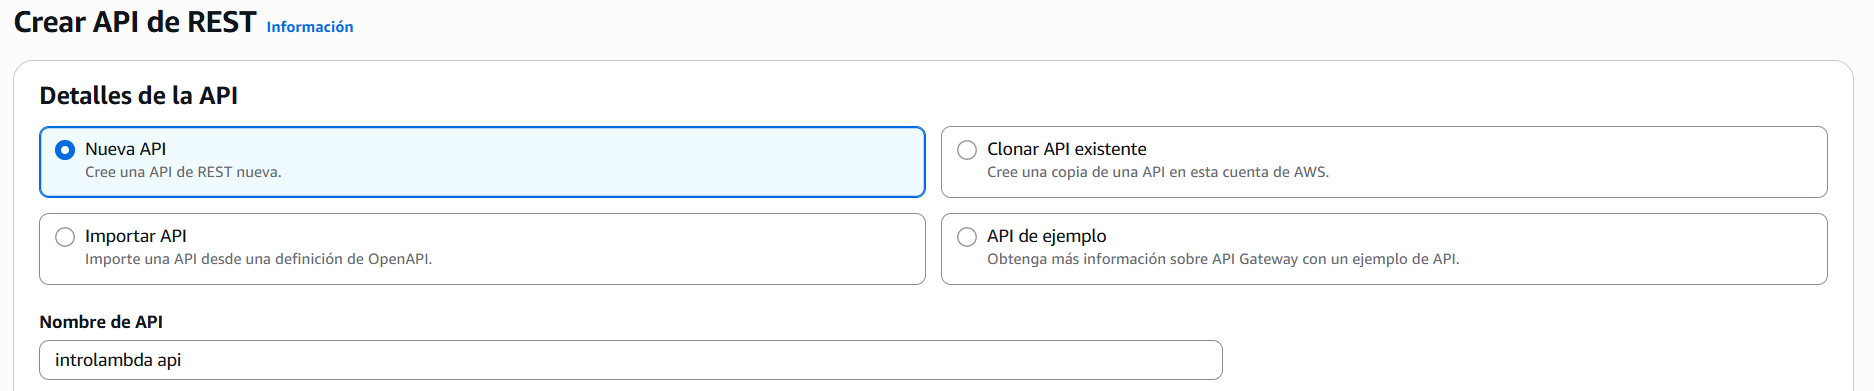 Crear API de REST Información
Detalles de la API
Nueva API
Cree una API de REST nueva.
Clonar API existente
Cree una copia de una API en esta cuenta de AWS.
Importar API
Importe una API desde una definición de OpenAPI.
API de ejemplo
Obtenga más información sobre API Gateway con un ejemplo de API.
Nombre de API
introlambda api